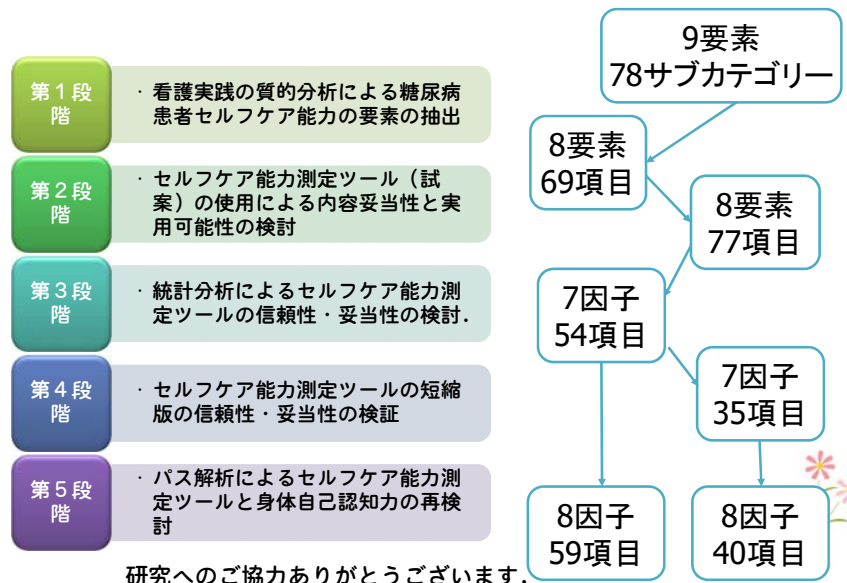 第１段
階
・看護実践の質的分析による糖尿病
患者セルフケア能力の要素の抽出
第２段
階
・セルフケア能力測定ツール（試
案）の使用による内容妥当性と実
用可能性の検討
第３段
階
・統計分析によるセルフケア能力測
定ツールの信頼性・妥当性の検討．
第４段
階
・セルフケア能力測定ツールの短縮
版の信頼性・妥当性の検証
第５段
階
・パス解析によるセルフケア能力測
定ツールと身体自己認知力の再検
討
9要素
78サブカテゴリー
8要素
69項目
8要素
77項目
7因子
54項目
7因子
35項目
8因子
59項目
8因子
40項目
研究へのご協力ありがとうございます．